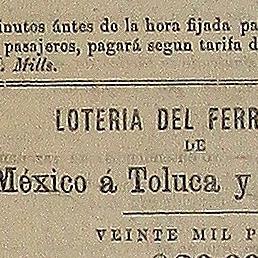 inutos ántes de la hora fijada pa
pasajeros, pagará segun tarifa d
Mills.
LOTERIA DEL FERR
DE
México á Toluca y
VEINTE MIL P